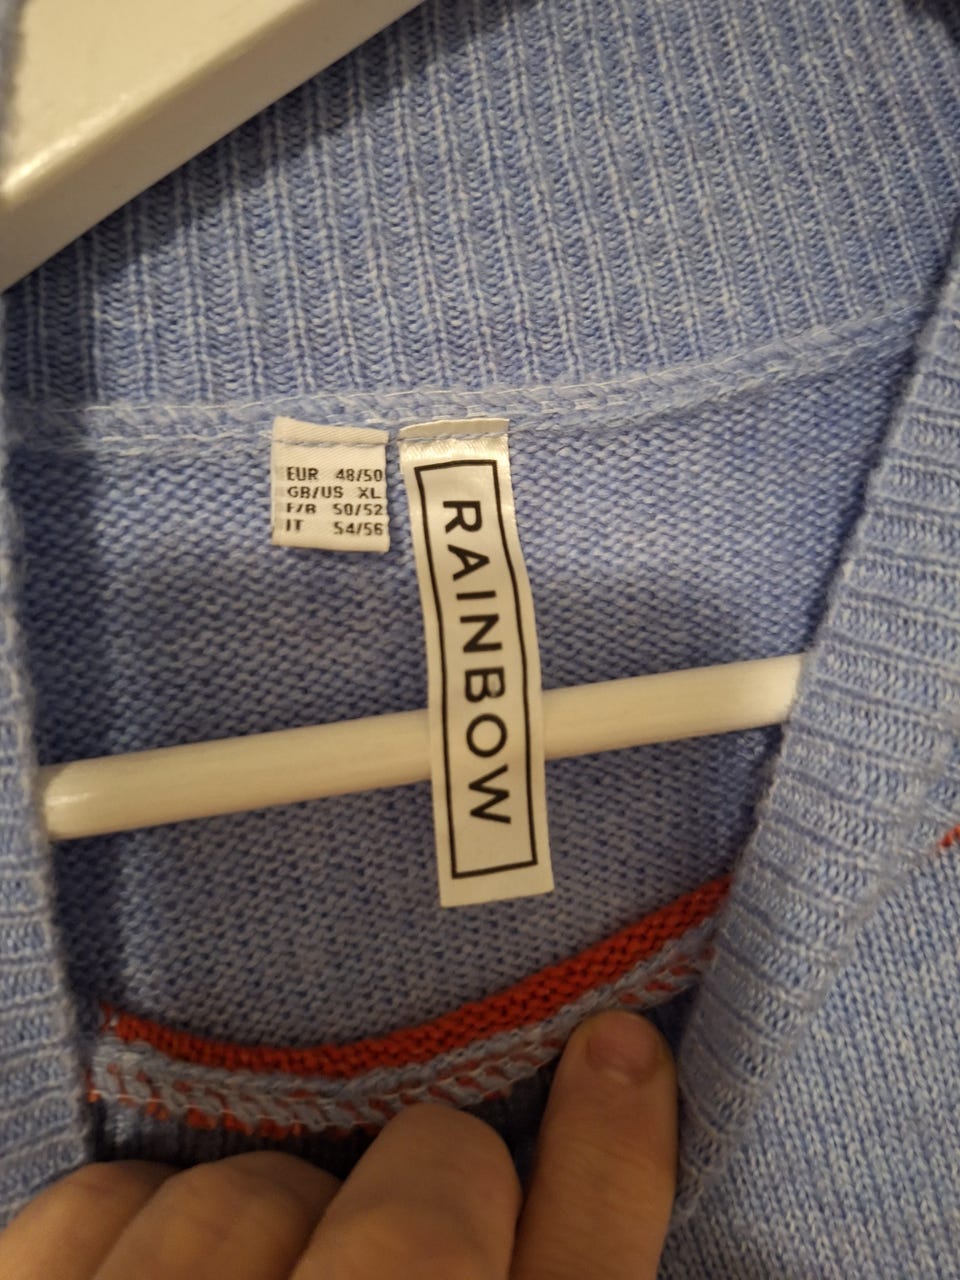 EUR 48/50
GB/US XL
F/B 50/52
IT 54/56
RAINBOW